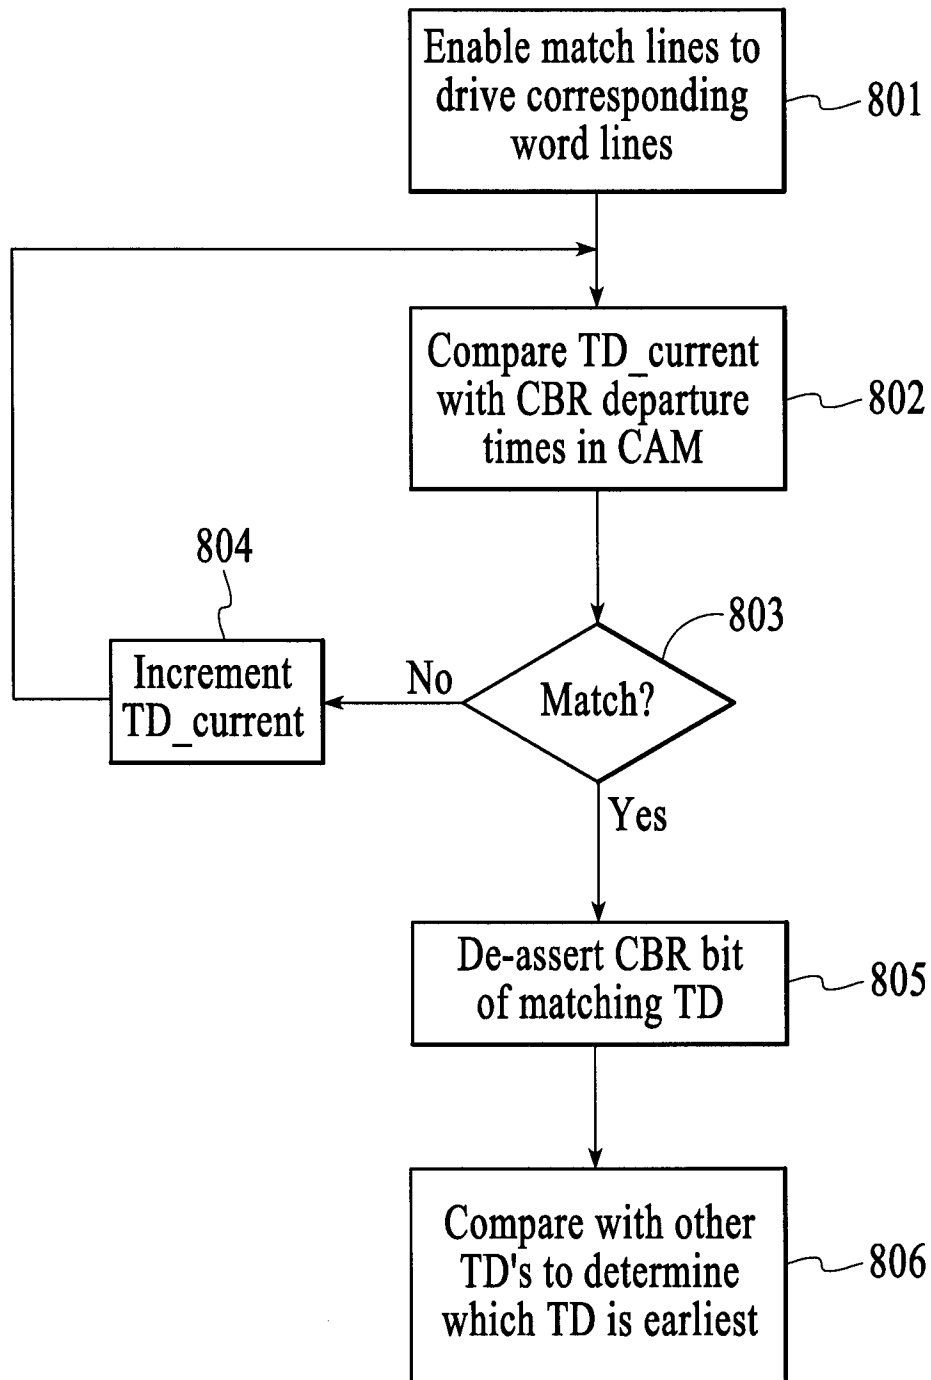 Enable match lines to
drive corresponding
word lines
801
Compare TD_current
with CBR departure
times in CAM
802
804
803
Increment
TD_current
No
Match?
Yes
De-assert CBR bit
of matching TD
805
Compare with other
TD's to determine
which TD is earliest
806